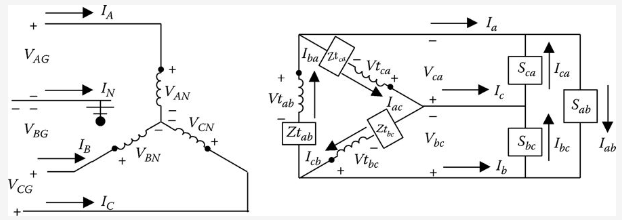 I_A
V_AG
I_N
V_AN
V_BG
V_CN
I_B
V_BN
V_CG
I_C
I_a
I_ba
Zt_ca
Vt_ca
V_ca
S_ca
I_ca
Vt_ab
I_ac
I_c
S_ab
Zt_ab
Zt_bc
V_bc
S_bc
I_bc
I_ab
I_cb
Vt_bc
I_b